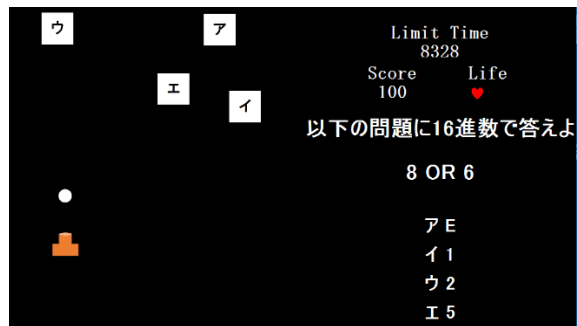 ウ
ア
エ
イ
Limit Time
8328
Score Life
100
以下の問題に16進数で答えよ
8 OR 6
ア E
イ 1
ウ 2
エ 5